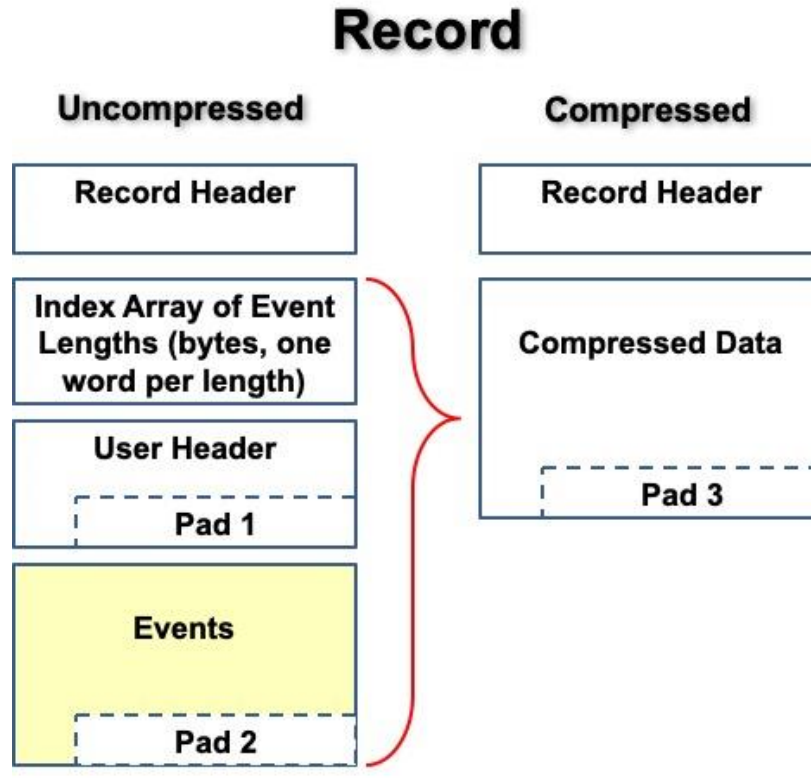 Record
Uncompressed
Record Header
Index Array of Event
Lengths (bytes, one
word per length)
User Header
Pad 1
Events
Pad 2
Compressed
Record Header
Compressed Data
Pad 3